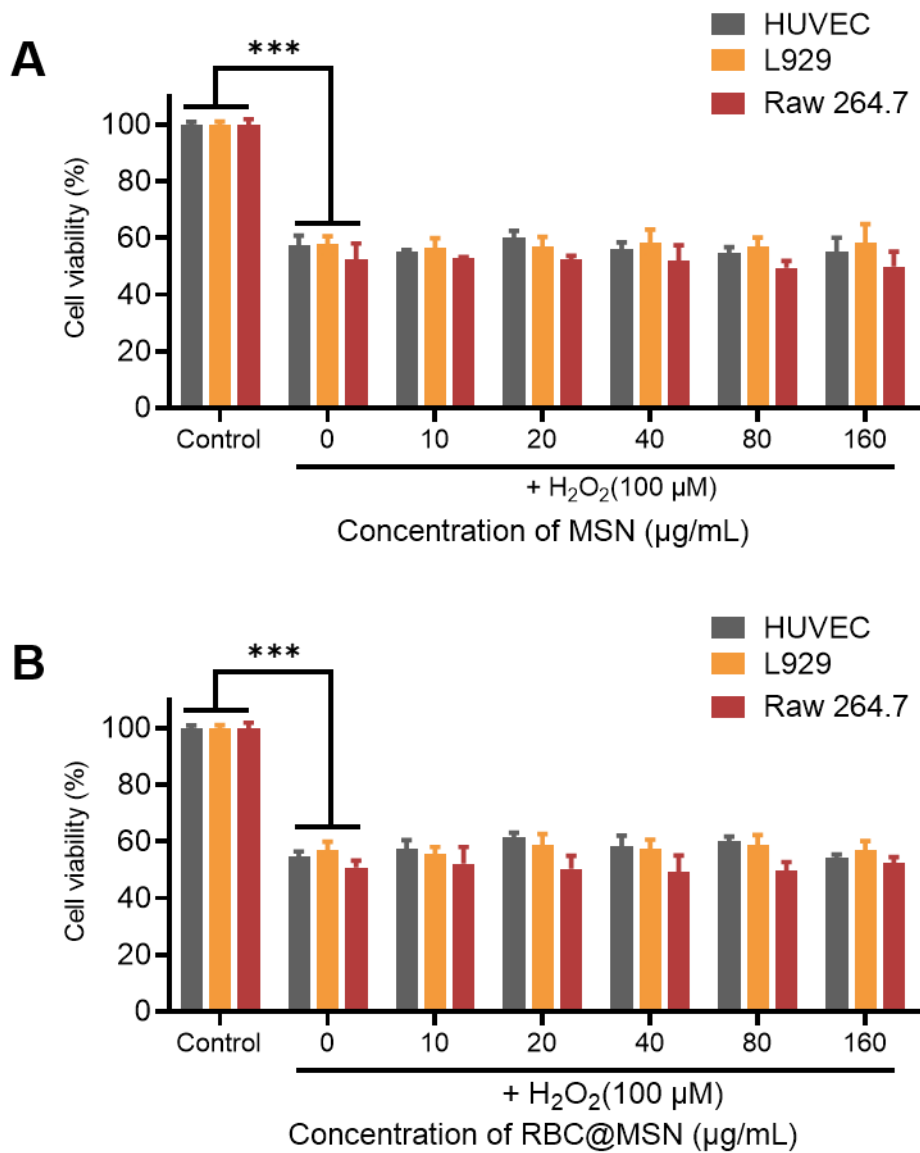 A
***
HUVEC
L929
Raw 264.7
Cell viability (%)
100
80
60
40
20
0
Control 0 10 20 40 80 160
+ H₂O₂(100 µM)
Concentration of MSN (µg/mL)
B
***
HUVEC
L929
Raw 264.7
Cell viability (%)
100
80
60
40
20
0
Control 0 10 20 40 80 160
+ H₂O₂(100 µM)
Concentration of RBC@MSN (µg/mL)